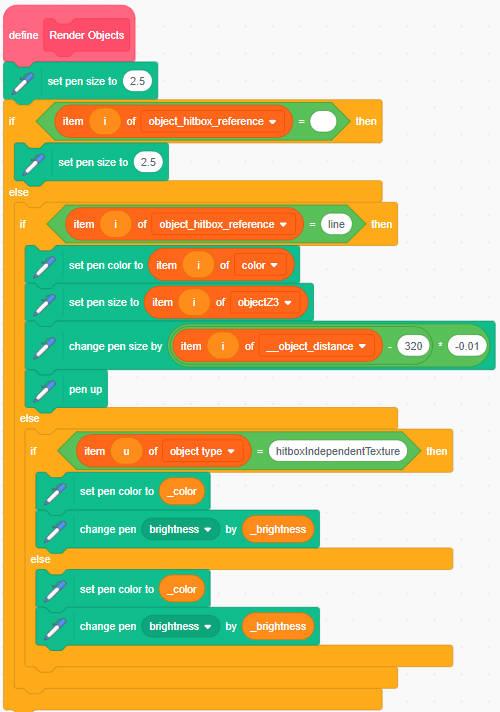 define Render Objects
set pen size to 2.5
if item i of object_hitbox_reference = then
set pen size to 2.5
else
if item i of object_hitbox_reference = line then
set pen color to item i of color
set pen size to item i of objectZ3
change pen size by item i of __object_distance - 320 * -0.01
pen up
else
if item u of object type = hitboxIndependentTexture then
set pen color to _color
change pen brightness by _brightness
else
set pen color to _color
change pen brightness by _brightness